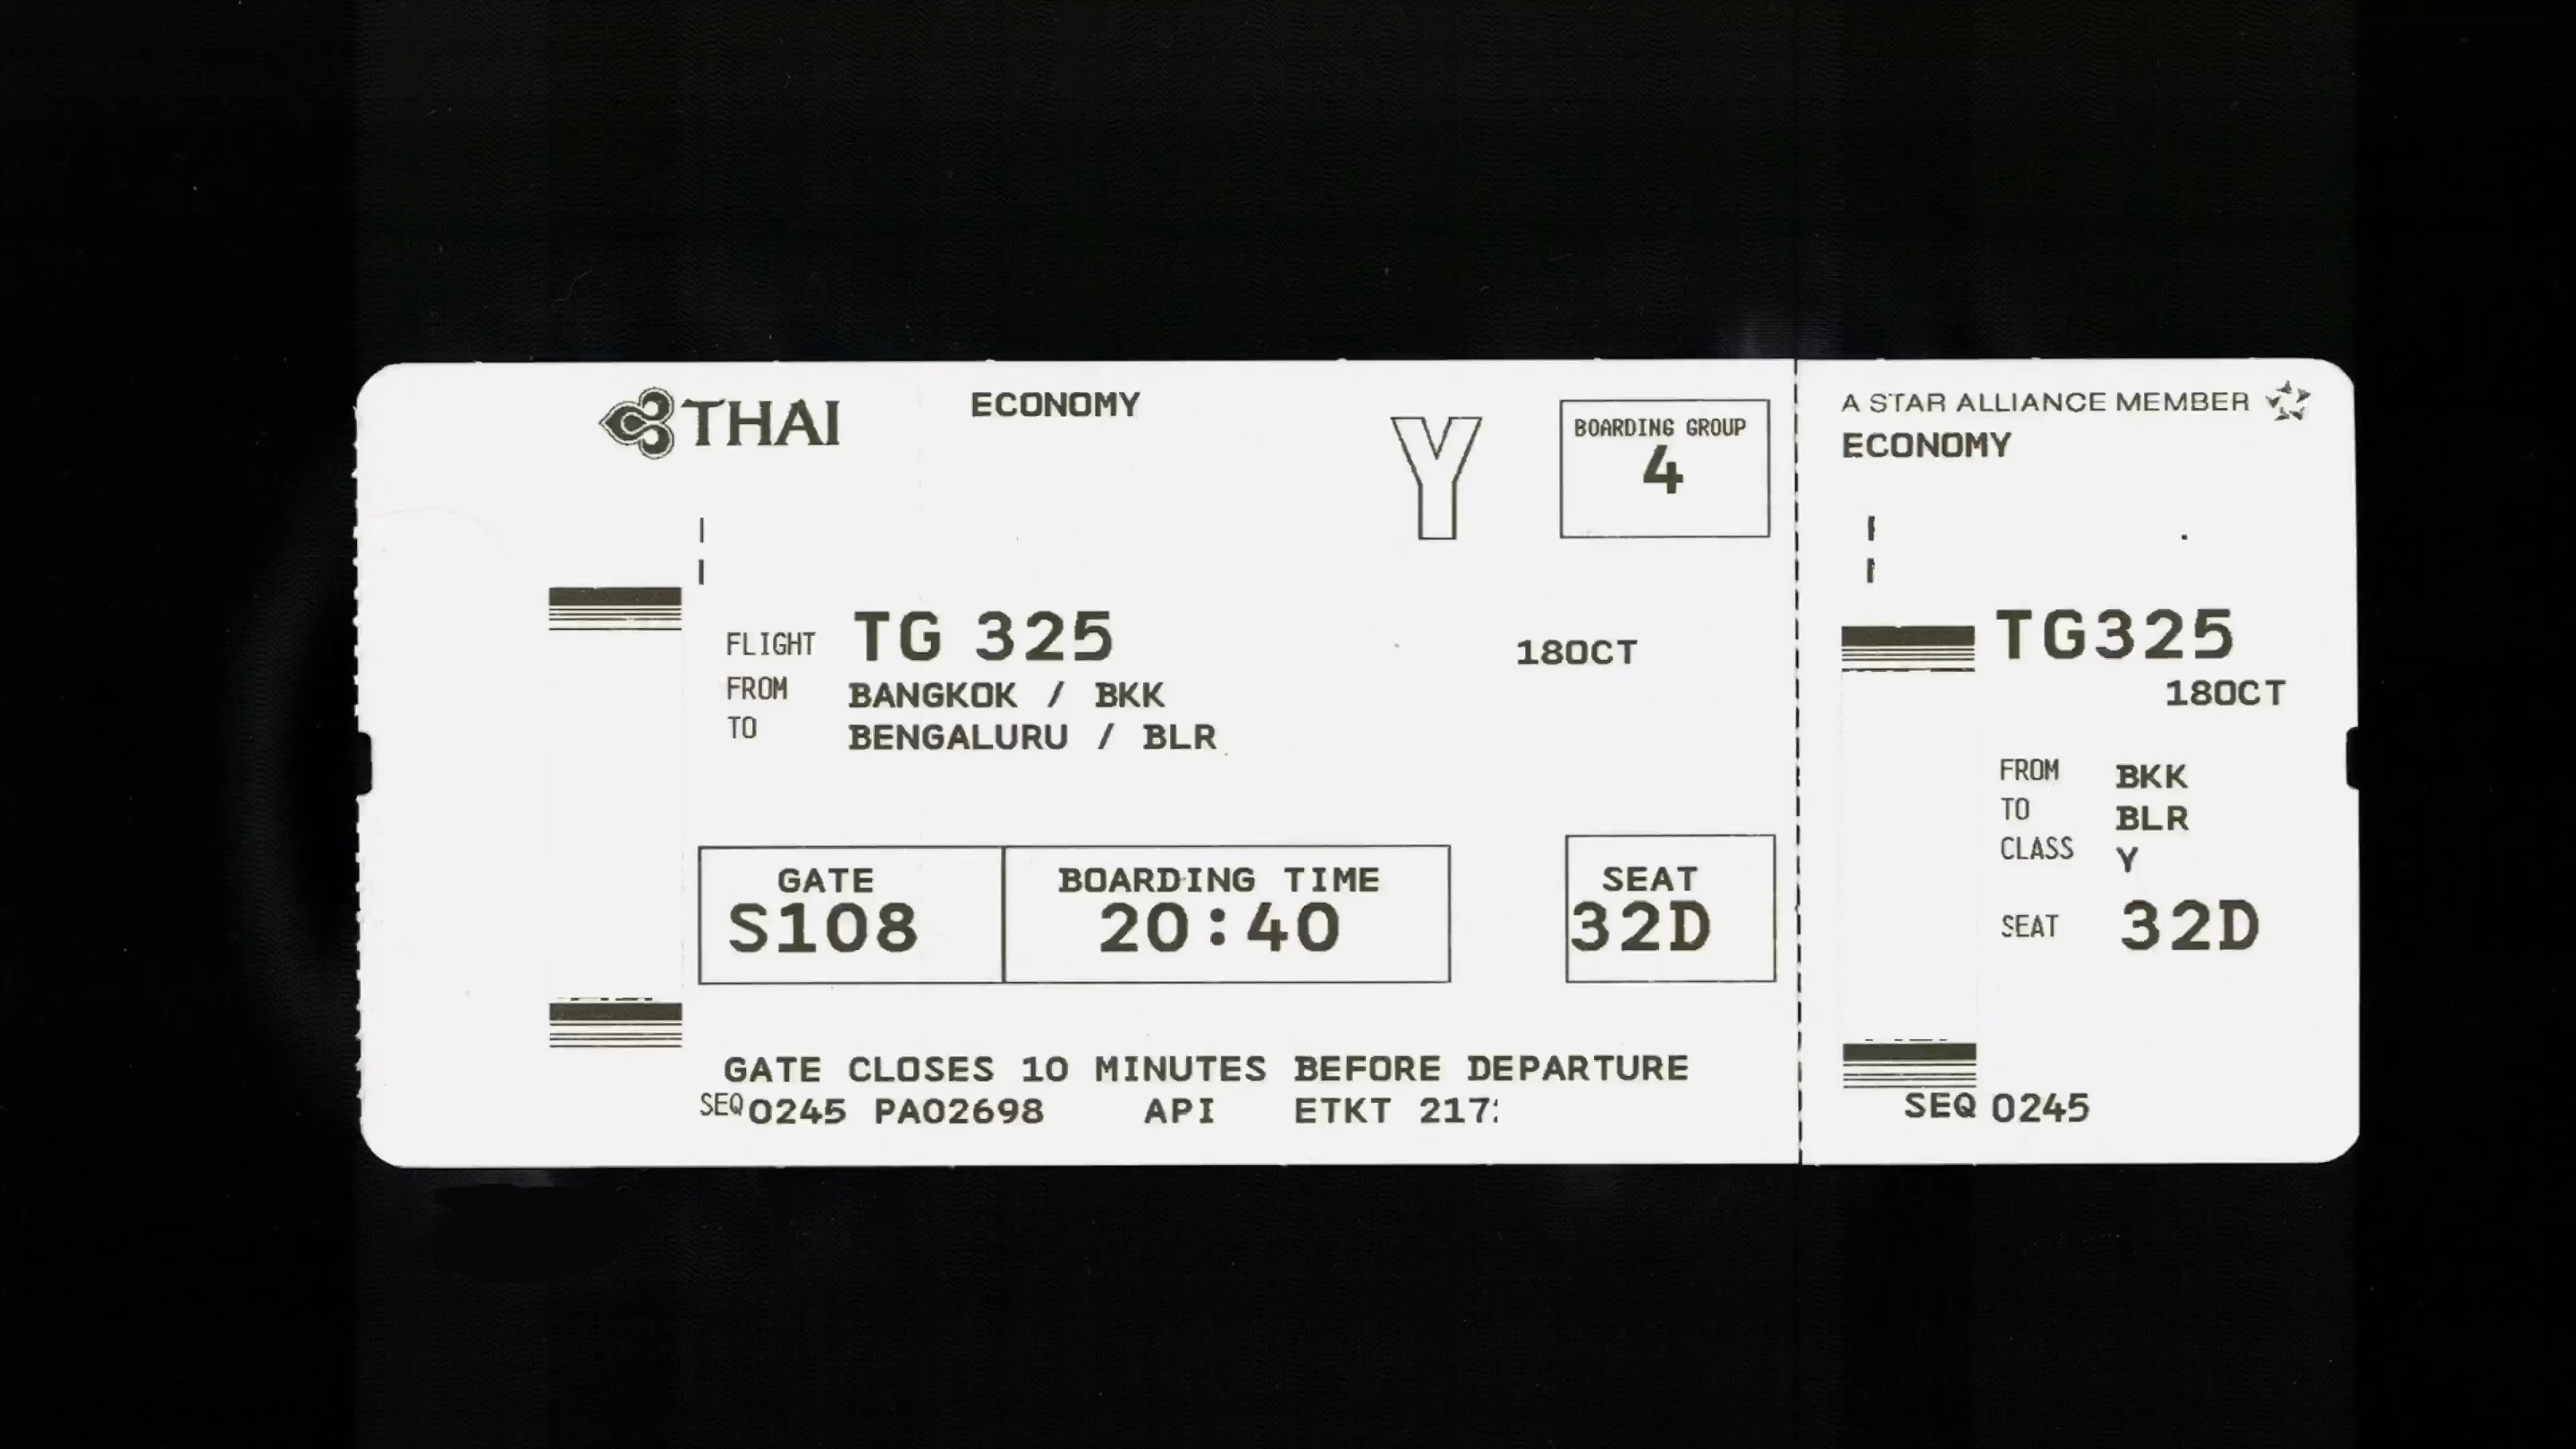 THAI
ECONOMY
Y
BOARDING GROUP
4
FLIGHT TG 325 18OCT
FROM BANGKOK / BKK
TO BENGALURU / BLR
GATE
S108
BOARDING TIME
20:40
SEAT
32D
GATE CLOSES 10 MINUTES BEFORE DEPARTURE
SEQ 0245 PA02698 API ETKT 217
A STAR ALLIANCE MEMBER
ECONOMY
TG325
18OCT
FROM BKK
TO BLR
CLASS Y
SEAT 32D
SEQ 0245